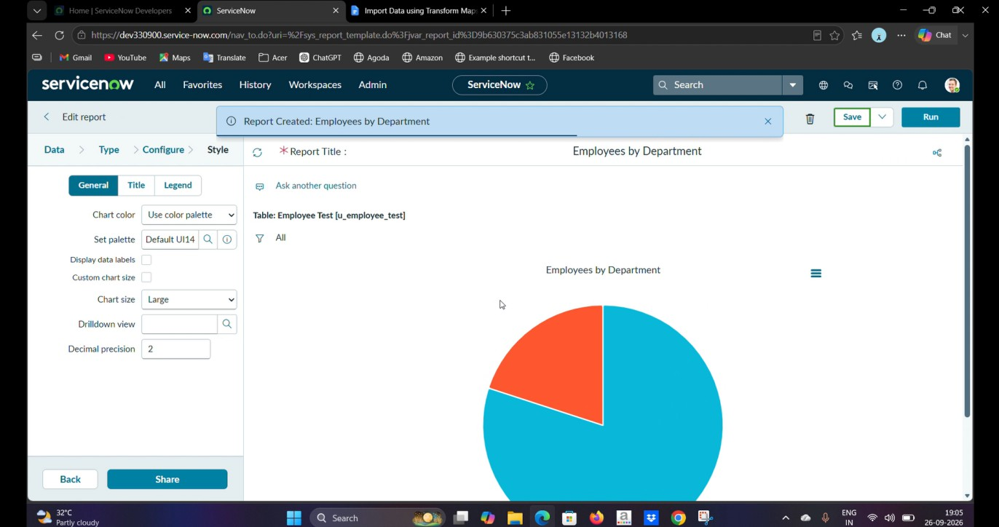 Home | ServiceNow Developers
ServiceNow
Import Data using Transform Map
https://dev330900.service-now.com/nav_to.do?uri=%2Fsys_report_template.do%3Fjvar_report_id%3D9b630375c3ab831055e13132b4013168
Chat
Gmail
YouTube
Maps
Translate
Acer
ChatGPT
Agoda
Amazon
Example shortcut t...
Facebook
servicenow
All
Favorites
History
Workspaces
Admin
ServiceNow
Search
Edit report
Report Created: Employees by Department
Save
Run
Data
Type
Configure
Style
*Report Title :
Employees by Department
General
Title
Legend
Ask another question
Chart color
Use color palette
Table: Employee Test [u_employee_test]
Set palette
Default UI14
All
Display data labels
Custom chart size
Employees by Department
Chart size
Large
Drilldown view
Decimal precision
2
Back
Share
32°C
Partly cloudy
Search
ENG
IN
19:05
26-09-2026